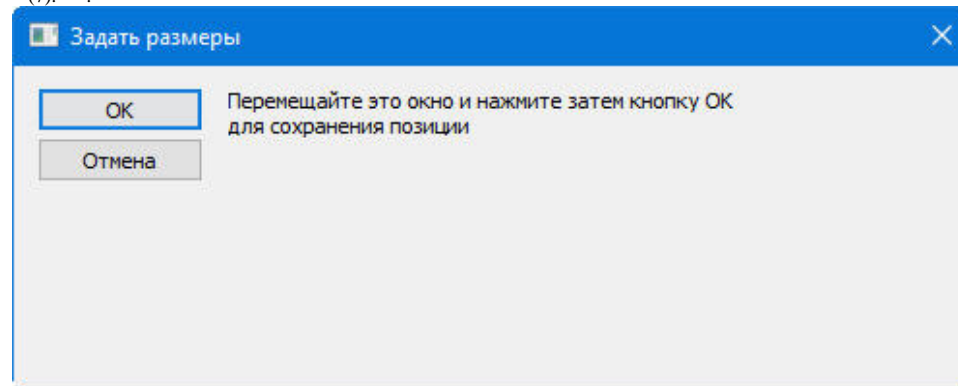 Задать размеры
OK
Перемещайте это окно и нажмите затем кнопку OK
для сохранения позиции
Отмена